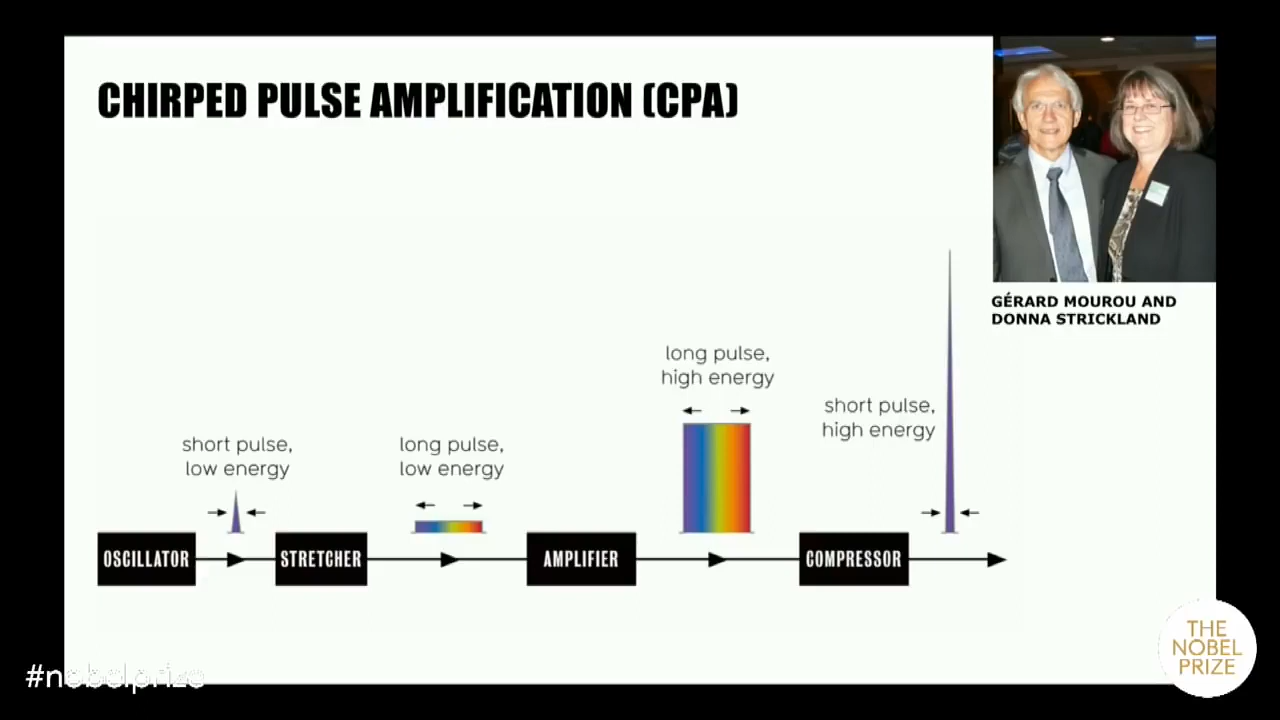 CHIRPED PULSE AMPLIFICATION (CPA)
GÉRARD MOUROU AND
DONNA STRICKLAND
short pulse,
low energy
long pulse,
low energy
long pulse,
high energy
short pulse,
high energy
OSCILLATOR
STRETCHER
AMPLIFIER
COMPRESSOR
#nobelprize
THE
NOBEL
PRIZE